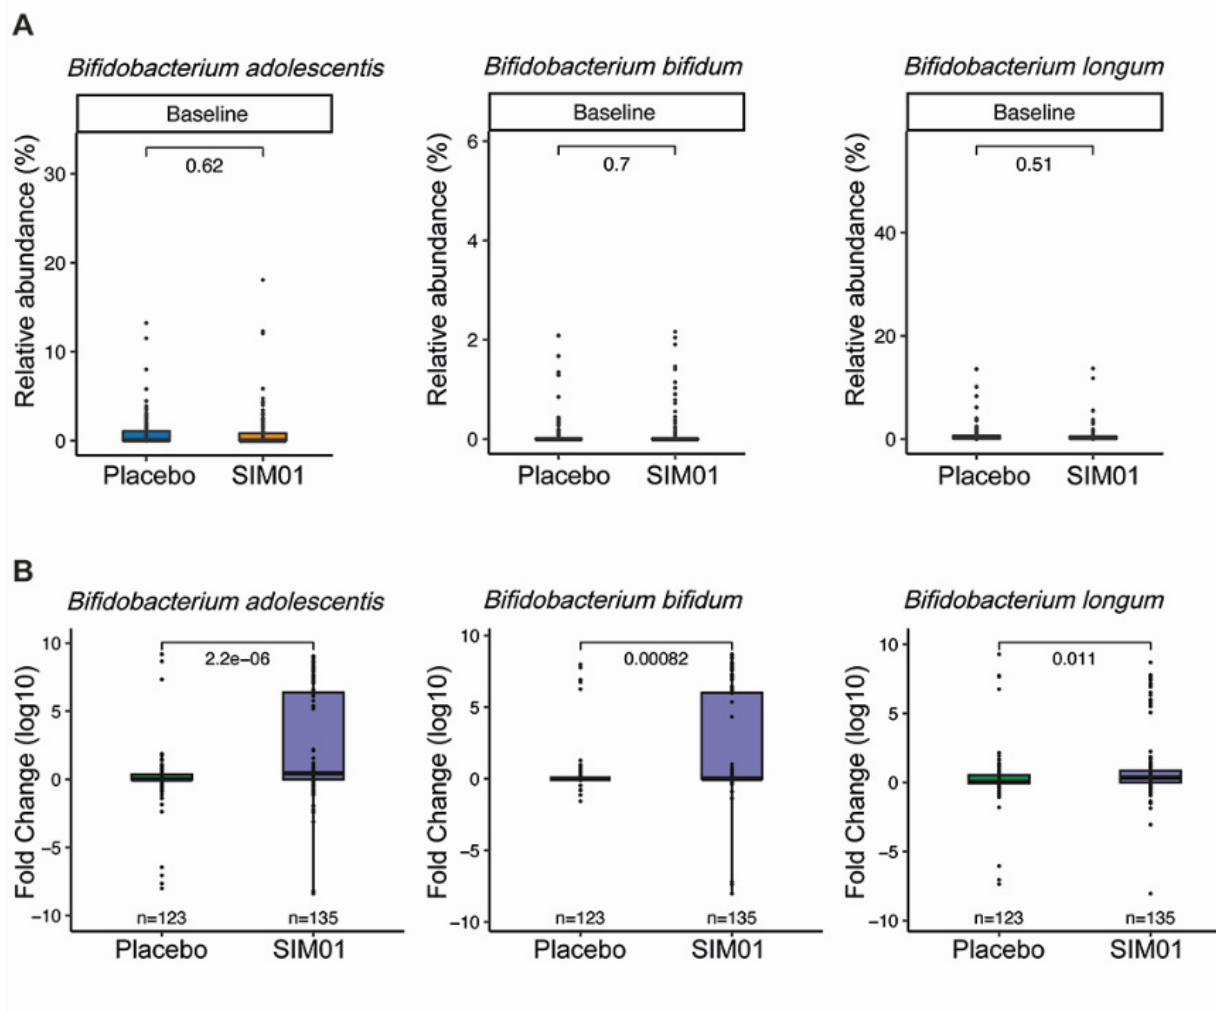 A
Bifidobacterium adolescentis
Baseline
Relative abundance (%)
30
20
10
0
0.62
Placebo
SIM01
Bifidobacterium bifidum
Baseline
Relative abundance (%)
6
4
2
0
0.7
Placebo
SIM01
Bifidobacterium longum
Baseline
Relative abundance (%)
40
20
0
0.51
Placebo
SIM01
B
Bifidobacterium adolescentis
Fold Change (log10)
10
5
0
−5
−10
2.2e−06
n=123
n=135
Placebo
SIM01
Bifidobacterium bifidum
Fold Change (log10)
10
5
0
−5
−10
0.00082
n=123
n=135
Placebo
SIM01
Bifidobacterium longum
Fold Change (log10)
10
5
0
−5
−10
0.011
n=123
n=135
Placebo
SIM01